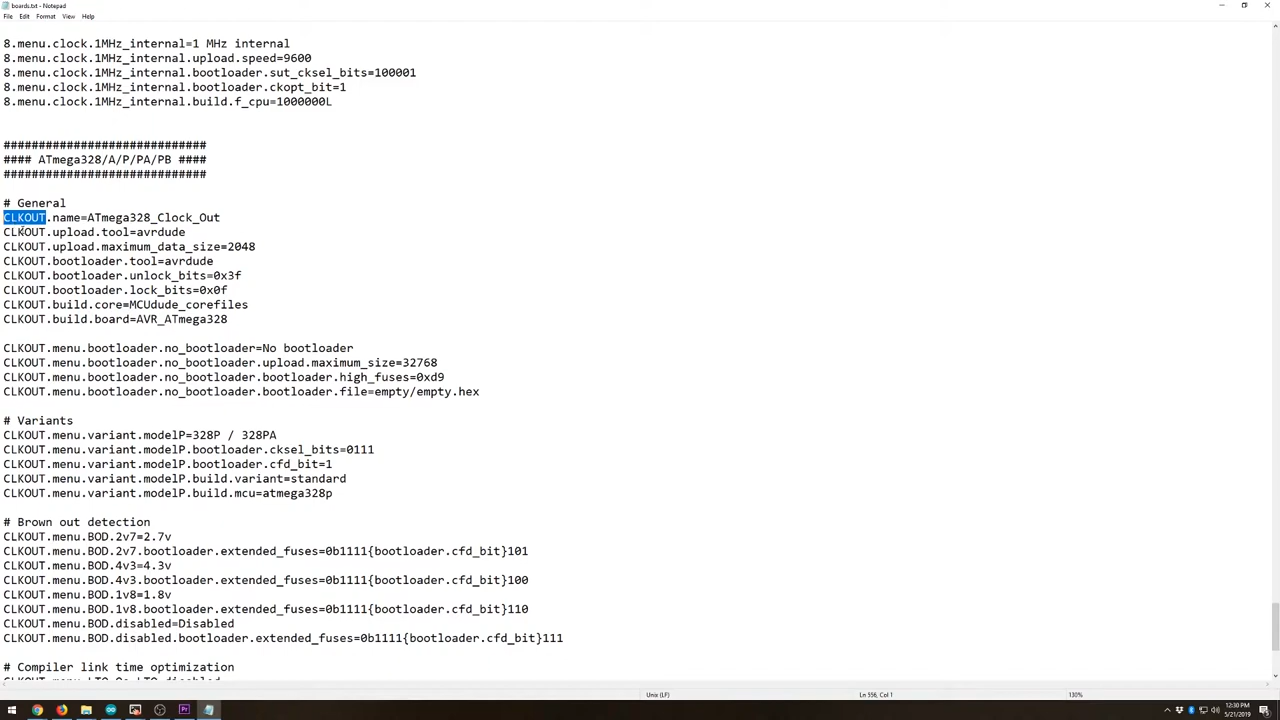 boards.txt - Notepad
File Edit Format View Help
8.menu.clock.1MHz_internal=1 MHz internal
8.menu.clock.1MHz_internal.upload.speed=9600
8.menu.clock.1MHz_internal.bootloader.sut_cksel_bits=100001
8.menu.clock.1MHz_internal.bootloader.ckopt_bit=1
8.menu.clock.1MHz_internal.build.f_cpu=1000000L
#############################
#### ATmega328/A/P/PA/PB ####
#############################
# General
CLKOUT.name=ATmega328_Clock_Out
CLKOUT.upload.tool=avrdude
CLKOUT.upload.maximum_data_size=2048
CLKOUT.bootloader.tool=avrdude
CLKOUT.bootloader.unlock_bits=0x3f
CLKOUT.bootloader.lock_bits=0x0f
CLKOUT.build.core=MCUdude_corefiles
CLKOUT.build.board=AVR_ATmega328
CLKOUT.menu.bootloader.no_bootloader=No bootloader
CLKOUT.menu.bootloader.no_bootloader.upload.maximum_size=32768
CLKOUT.menu.bootloader.no_bootloader.bootloader.high_fuses=0xd9
CLKOUT.menu.bootloader.no_bootloader.bootloader.file=empty/empty.hex
# Variants
CLKOUT.menu.variant.modelP=328P / 328PA
CLKOUT.menu.variant.modelP.bootloader.cksel_bits=0111
CLKOUT.menu.variant.modelP.bootloader.cfd_bit=1
CLKOUT.menu.variant.modelP.build.variant=standard
CLKOUT.menu.variant.modelP.build.mcu=atmega328p
# Brown out detection
CLKOUT.menu.BOD.2v7=2.7v
CLKOUT.menu.BOD.2v7.bootloader.extended_fuses=0b1111{bootloader.cfd_bit}101
CLKOUT.menu.BOD.4v3=4.3v
CLKOUT.menu.BOD.4v3.bootloader.extended_fuses=0b1111{bootloader.cfd_bit}100
CLKOUT.menu.BOD.1v8=1.8v
CLKOUT.menu.BOD.1v8.bootloader.extended_fuses=0b1111{bootloader.cfd_bit}110
CLKOUT.menu.BOD.disabled=Disabled
CLKOUT.menu.BOD.disabled.bootloader.extended_fuses=0b1111{bootloader.cfd_bit}111
# Compiler link time optimization
Unix (LF) Ln 556, Col 1 130%
12:30 PM
5/21/2019